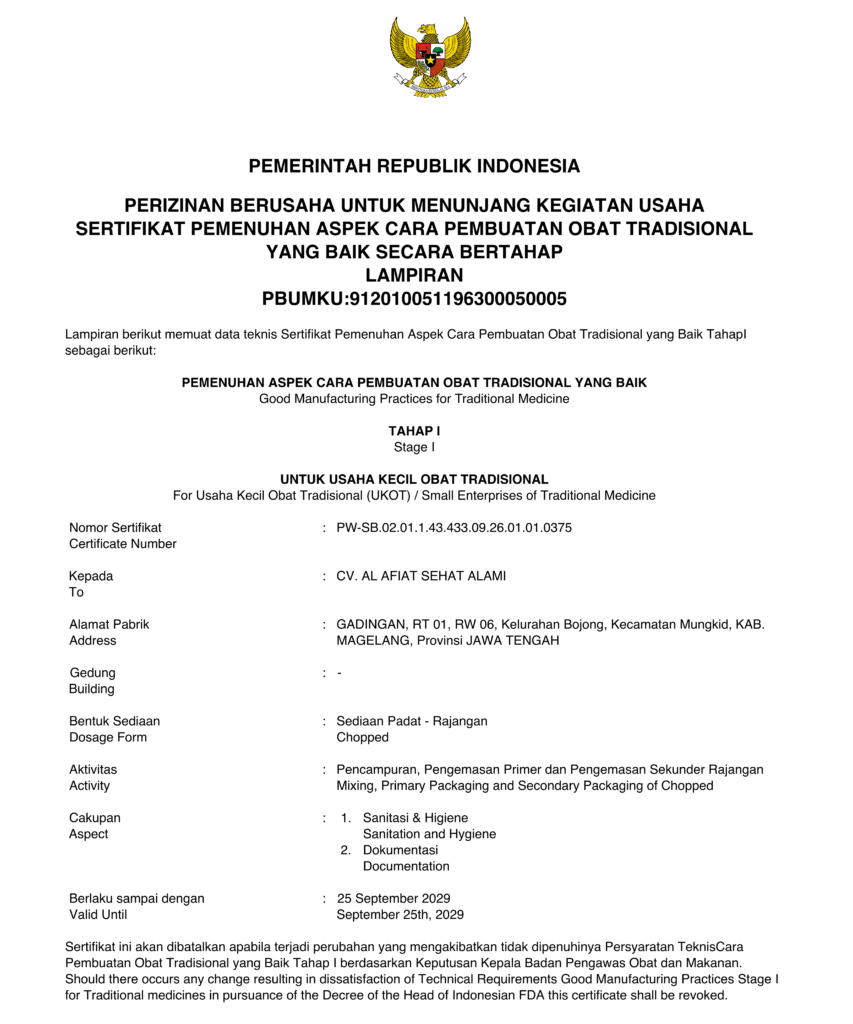 PEMERINTAH REPUBLIK INDONESIA
PERIZINAN BERUSAHA UNTUK MENUNJANG KEGIATAN USAHA
SERTIFIKAT PEMENUHAN ASPEK CARA PEMBUATAN OBAT TRADISIONAL
YANG BAIK SECARA BERTAHAP
LAMPIRAN
PBUMKU:912010051196300050005
Lampiran berikut memuat data teknis Sertifikat Pemenuhan Aspek Cara Pembuatan Obat Tradisional yang Baik TahapI
sebagai berikut:
PEMENUHAN ASPEK CARA PEMBUATAN OBAT TRADISIONAL YANG BAIK
Good Manufacturing Practices for Traditional Medicine
TAHAP I
Stage I
UNTUK USAHA KECIL OBAT TRADISIONAL
For Usaha Kecil Obat Tradisional (UKOT) / Small Enterprises of Traditional Medicine
Nomor Sertifikat : PW-SB.02.01.1.43.433.09.26.01.01.0375
Certificate Number
Kepada : CV. AL AFIAT SEHAT ALAMI
To
Alamat Pabrik : GADINGAN, RT 01, RW 06, Kelurahan Bojong, Kecamatan Mungkid, KAB.
Address MAGELANG, Provinsi JAWA TENGAH
Gedung : -
Building
Bentuk Sediaan : Sediaan Padat - Rajangan
Dosage Form Chopped
Aktivitas : Pencampuran, Pengemasan Primer dan Pengemasan Sekunder Rajangan
Activity Mixing, Primary Packaging and Secondary Packaging of Chopped
Cakupan : 1. Sanitasi & Higiene
Aspect Sanitation and Hygiene
2. Dokumentasi
Documentation
Berlaku sampai dengan : 25 September 2029
Valid Until September 25th, 2029
Sertifikat ini akan dibatalkan apabila terjadi perubahan yang mengakibatkan tidak dipenuhinya Persyaratan TeknisCara
Pembuatan Obat Tradisional yang Baik Tahap I berdasarkan Keputusan Kepala Badan Pengawas Obat dan Makanan.
Should there occurs any change resulting in dissatisfaction of Technical Requirements Good Manufacturing Practices Stage I
for Traditional medicines in pursuance of the Decree of the Head of Indonesian FDA this certificate shall be revoked.